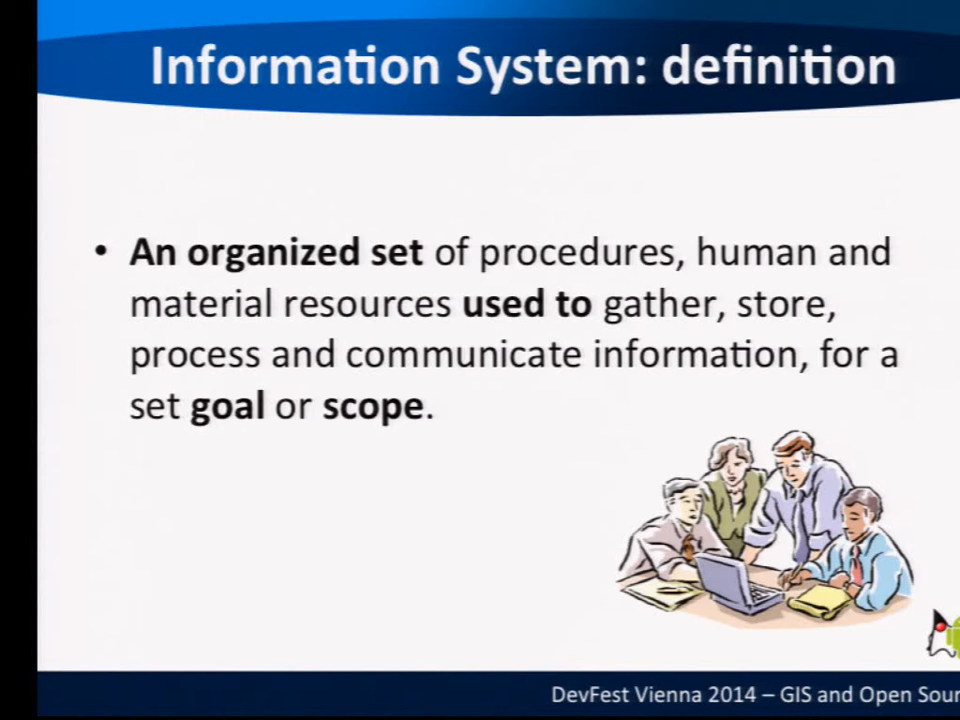 Information System: definition
• An organized set of procedures, human and
material resources used to gather, store,
process and communicate information, for a
set goal or scope.
DevFest Vienna 2014 – GIS and Open